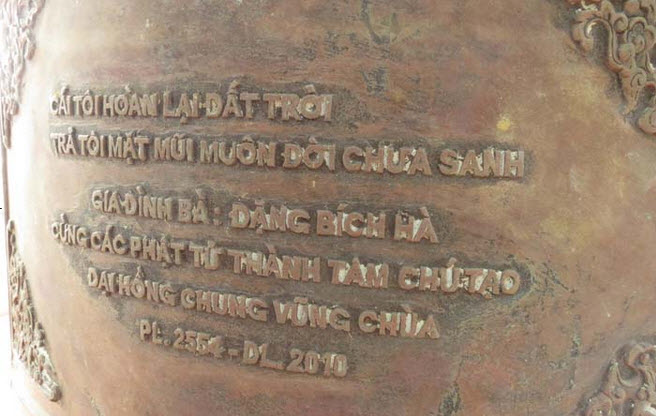 CÁI TÔI HOÀN LẠI ĐẤT TRỜI
TRẢ TÔI MẶT MŨI MUÔN ĐỜI CHƯA SANH
GIA ĐÌNH BÀ : ĐẶNG BÍCH HÀ
CÙNG CÁC PHẬT TỬ THÀNH TÂM CHÚ TẠO
ĐẠI HỒNG CHUNG VŨNG CHÙA
PL. 2554 - DL. 2010